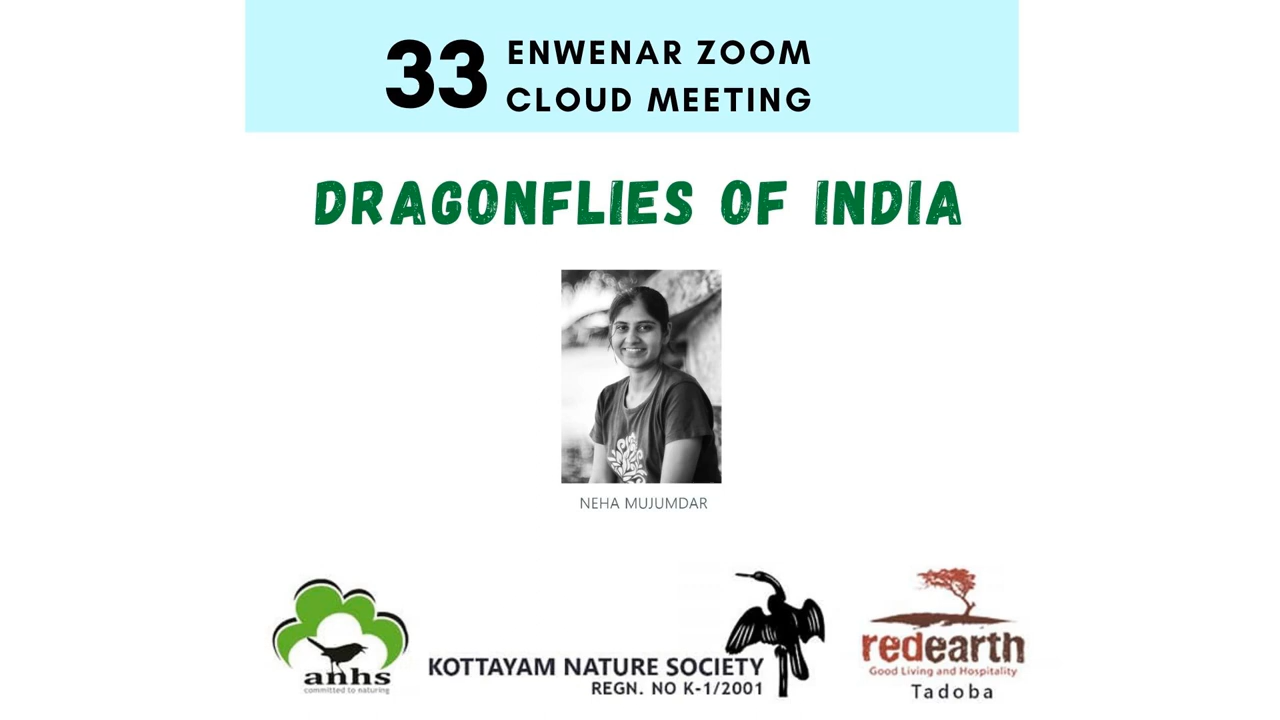 33 ENWENAR ZOOM
CLOUD MEETING
DRAGONFLIES OF INDIA
NEHA MUJUMDAR
anhs
committed to naturing
KOTTAYAM NATURE SOCIETY
REGN. NO K-1/2001
redearth
Good Living and Hospitality
Tadoba